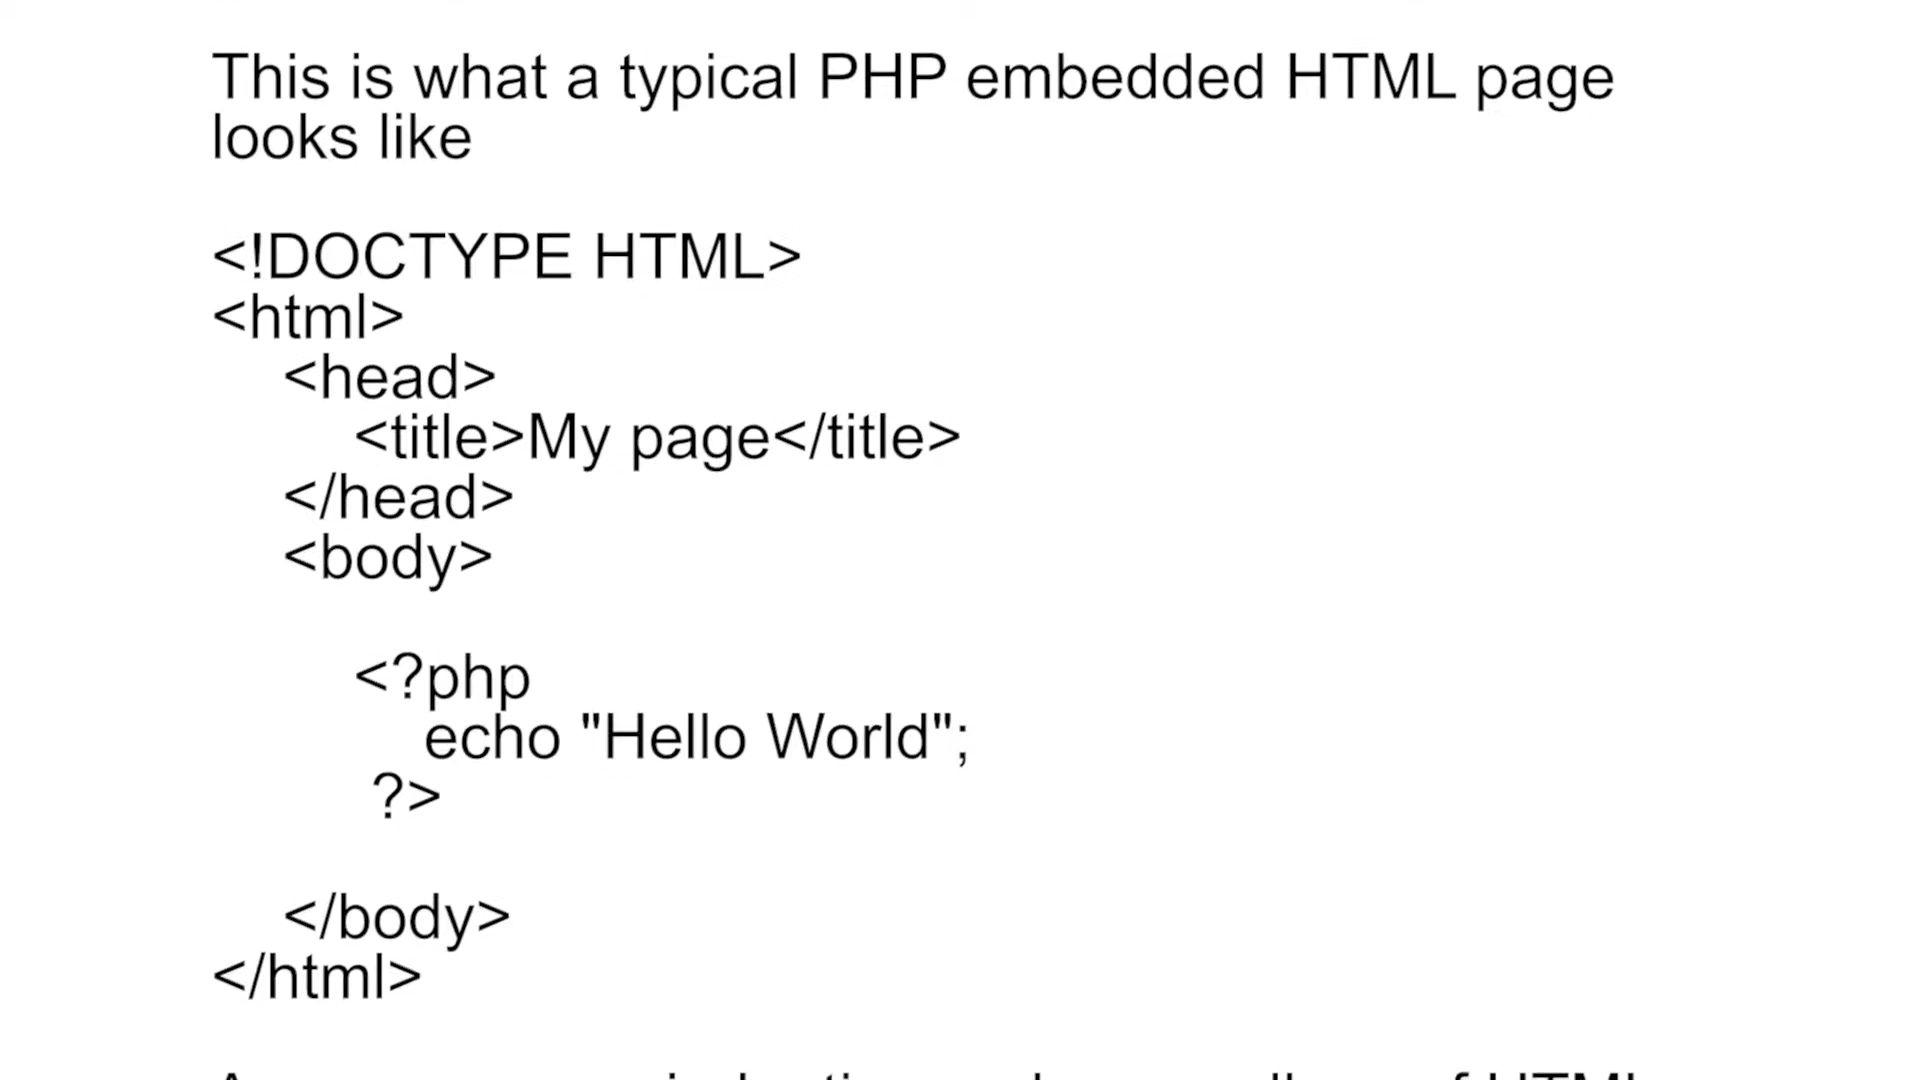 This is what a typical PHP embedded HTML page
looks like
<!DOCTYPE HTML>
<html>
<head>
<title>My page</title>
</head>
<body>
<?php
echo "Hello World";
?>
</body>
</html>